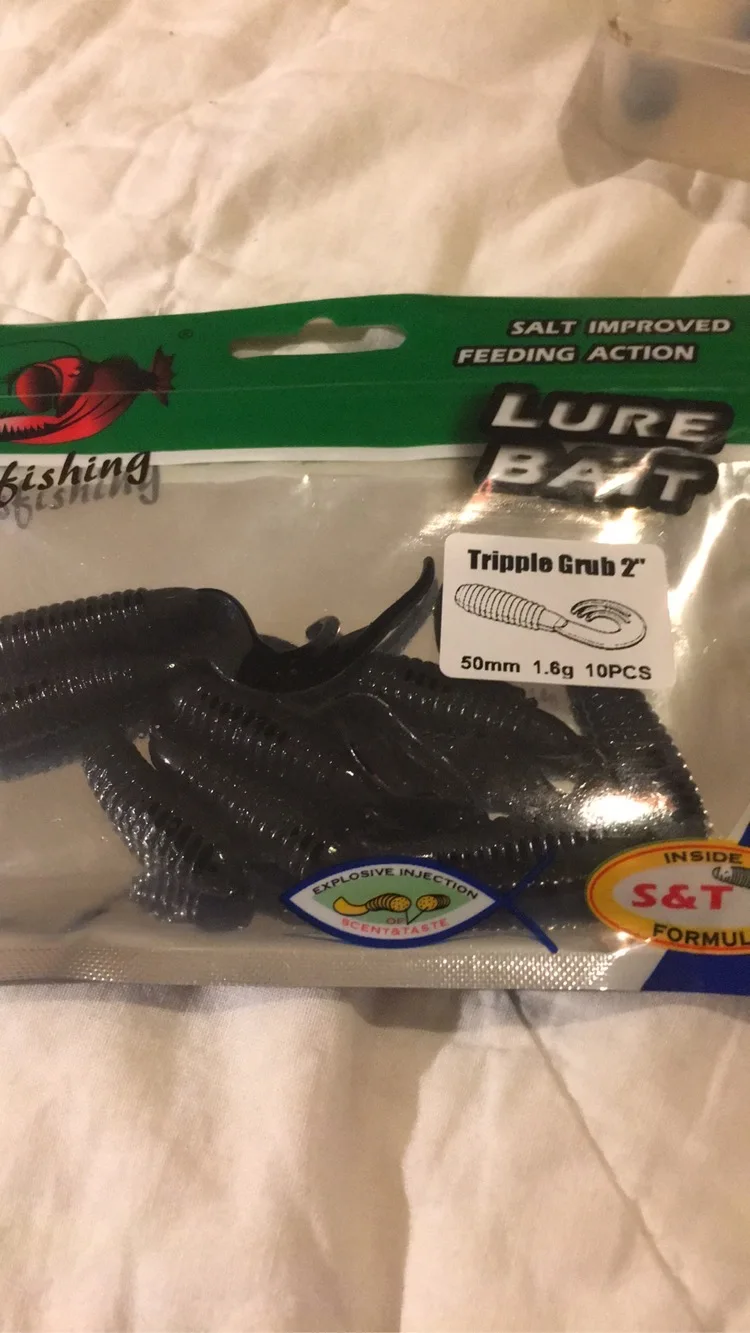 SALT IMPROVED
FEEDING ACTION
LURE
BAIT
fishing
Tripple Grub 2"
50mm 1.6g 10PCS
EXPLOSIVE INJECTION
OF
SCENT&TASTE
INSIDE
S&T
FORMUL